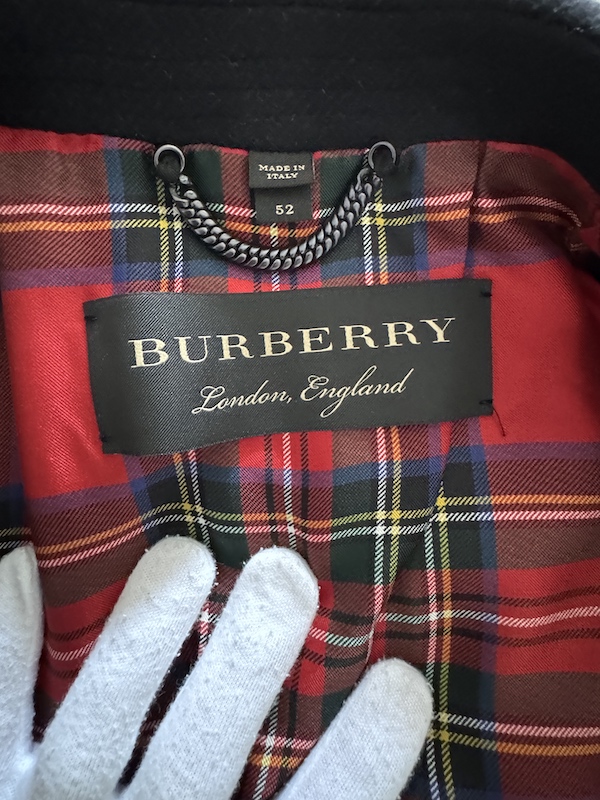 MADE IN
ITALY
52
BURBERRY
London, England